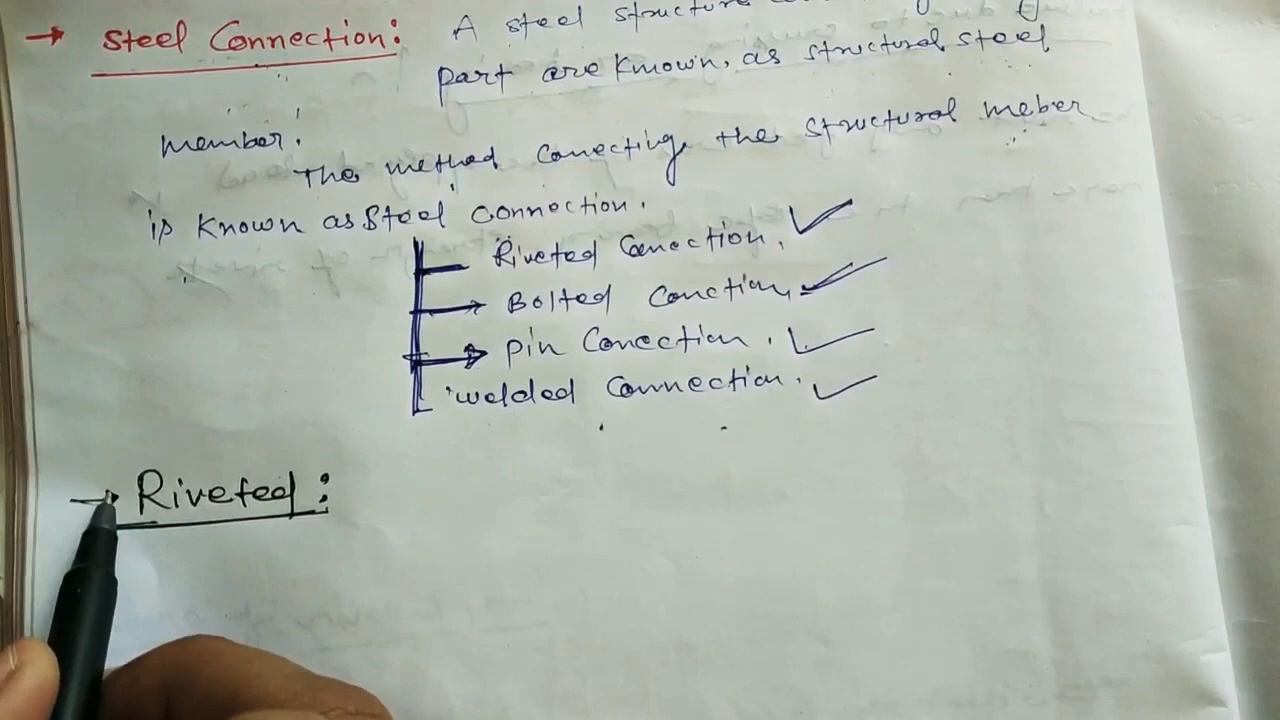 → Steel Connection: A steel structure
part are known, as structural steel
member.
The method conecting the structural meber
is known as Steel connection.
Riveted Conection.
→ Bolted Conction,
→ pin Conection.
welded Connection.
→ Riveted: